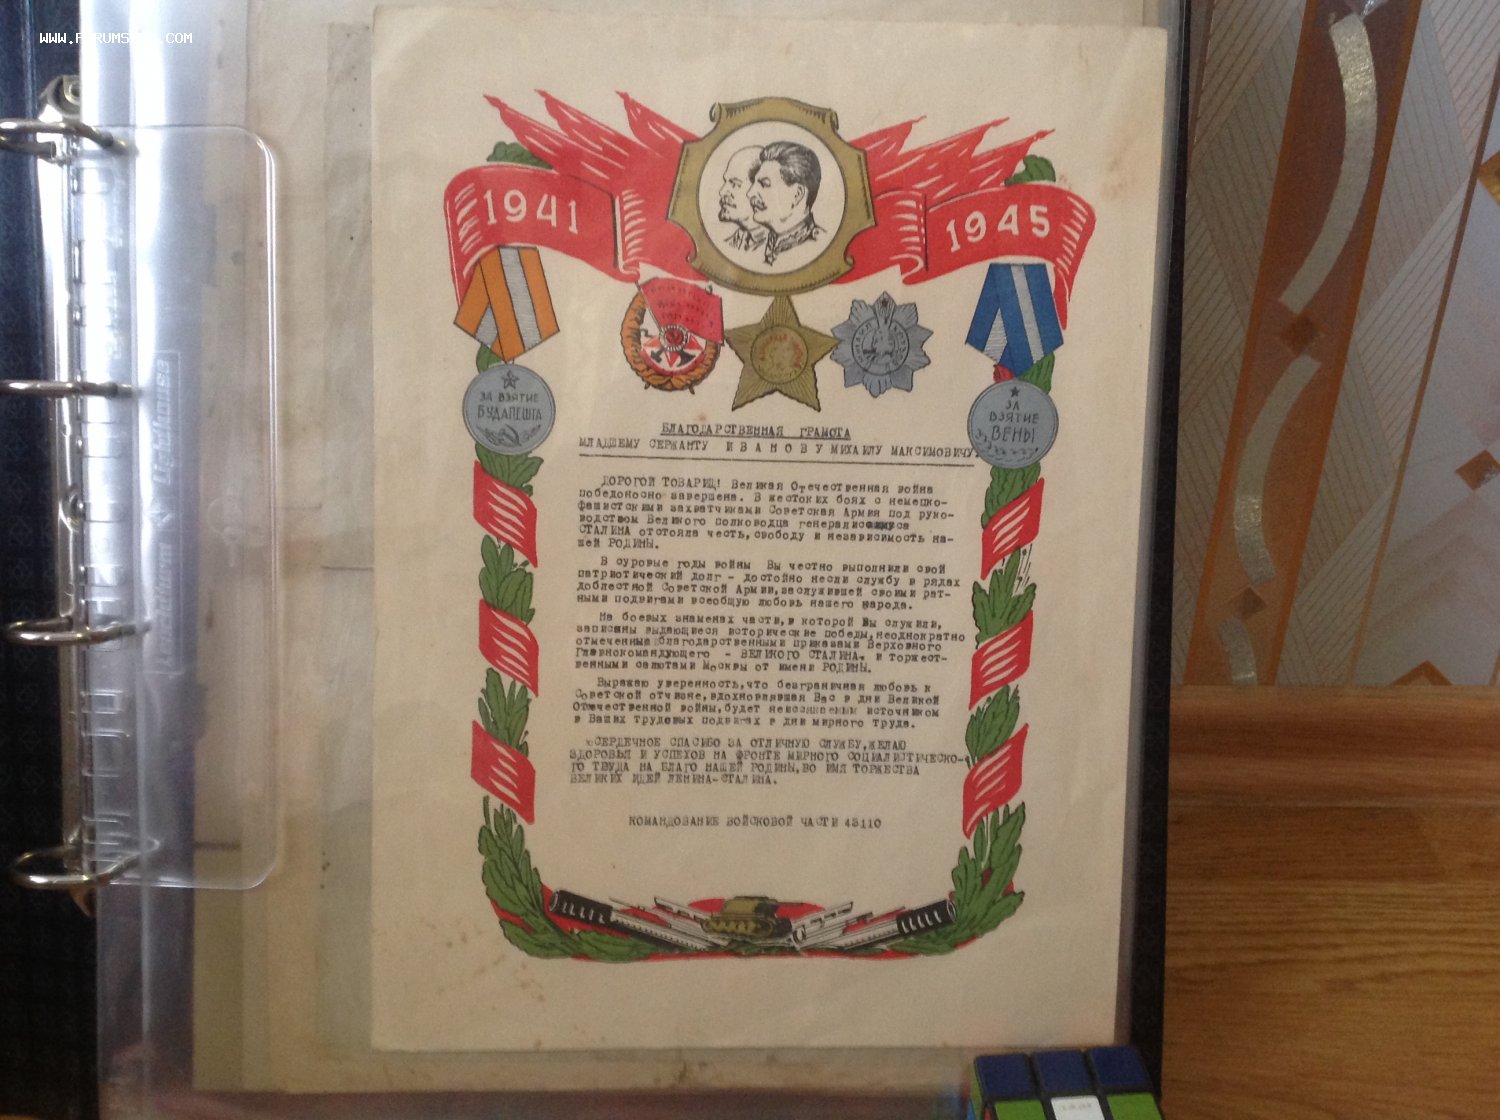 WWW.F RUMS .COM
1941
1945
ЗА ВЗЯТИЕ
БУДАПЕШТА
ЗА
ВЗЯТИЕ
ВЕНЫ
БЛАГОДАРСТВЕННАЯ ГРАМОТА
МЛАДШЕМУ СЕРЖАНТУ И В А Н О В У МИХАИЛУ МАКСИМОВИЧУ.
ДОРОГОЙ ТОВАРИЩ! Великая Отечественная война
победоносно завершена. В жестоких боях с немецко-
фашистскими захватчиками Советская Армия под руко-
водством Великого полководца генералиссимуса
СТАЛИНА отстояла честь, свободу и независимость на-
шей РОДИНЫ.
В суровые годы войны Вы честно выполнили свой
патриотический долг - достойно несли службу в рядах
доблестной Советской Армии, заслужившей своими рат-
ными подвигами всеобщую любовь нашего народа.
На боевых знаменах части, в которой Вы служили,
записаны выдающиеся исторические победы, неоднократно
отмеченные благодарственными приказами Верховного
Главнокомандующего - ВЕЛИКОГО СТАЛИНА, и торжест-
венными салютами Москвы от имени РОДИНЫ.
Выражаю уверенность, что безграничная любовь к
Советской отчизне, вдохновлявшая Вас в дни Великой
Отечественной войны, будет неиссякаемым источником
в Ваших трудовых подвигах в дни мирного труда.
СЕРДЕЧНОЕ СПАСИБО ЗА ОТЛИЧНУЮ СЛУЖБУ, ЖЕЛАЮ
ЗДОРОВЬЯ И УСПЕХОВ НА ФРОНТЕ МИРНОГО СОЦИАЛИСТИЧЕСКО-
ГО ТРУДА НА БЛАГО НАШЕЙ РОДИНЫ, ВО ИМЯ ТОРЖЕСТВА
ВЕЛИКИХ ИДЕЙ ЛЕНИНА-СТАЛИНА.
КОМАНДОВАНИЕ ВОЙСКОВОЙ ЧАСТИ 43110